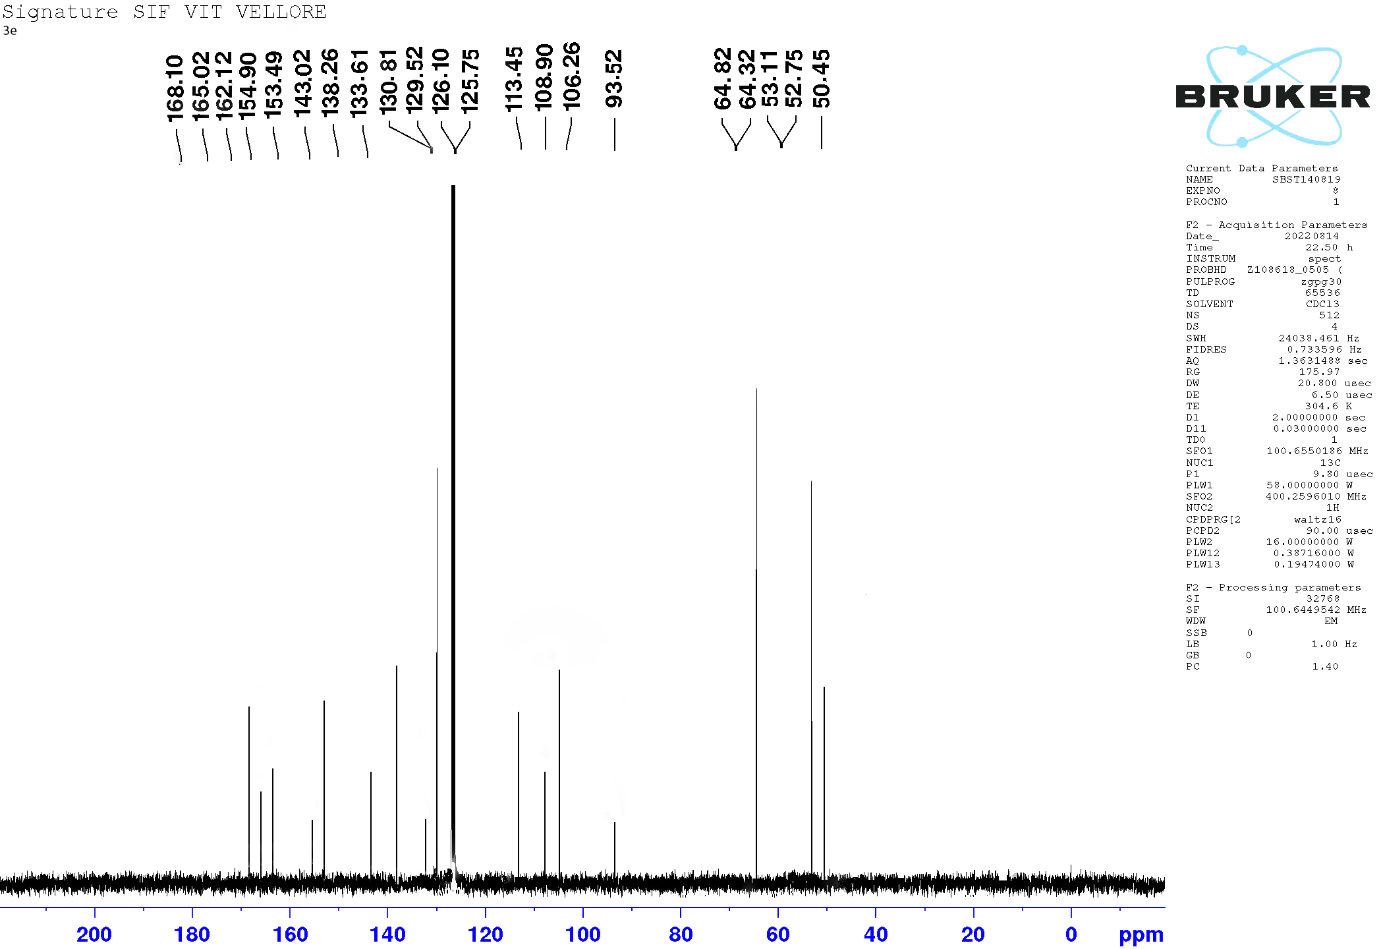 Signature SIF VIT VELLORE
3e
168.10
165.02
162.12
154.90
153.49
143.02
138.26
133.61
130.81
129.52
126.10
125.75
113.45
108.90
106.26
93.52
64.82
64.32
53.11
52.75
50.45
BRUKER
Current Data Parameters
NAME SBST140819
EXPNO 8
PROCNO 1
F2 - Acquisition Parameters
Date_ 20220814
Time 22.50 h
INSTRUM spect
PROBHD Z108618_0505 (
PULPROG zgpg30
TD 65536
SOLVENT CDCl3
NS 512
DS 4
SWH 24038.461 Hz
FIDRES 0.733596 Hz
AQ 1.3631488 sec
RG 175.97
DW 20.800 usec
DE 6.50 usec
TE 304.6 K
D1 2.00000000 sec
D11 0.03000000 sec
TD0 1
SFO1 100.6550186 MHz
NUC1 13C
P1 9.80 usec
PLW1 58.00000000 W
SFO2 400.2596010 MHz
NUC2 1H
CPDPRG[2 waltz16
PCPD2 90.00 usec
PLW2 16.00000000 W
PLW12 0.38716000 W
PLW13 0.19474000 W
F2 - Processing parameters
SI 32768
SF 100.6449542 MHz
WDW EM
SSB 0
LB 1.00 Hz
GB 0
PC 1.40
200 180 160 140 120 100 80 60 40 20 0 ppm